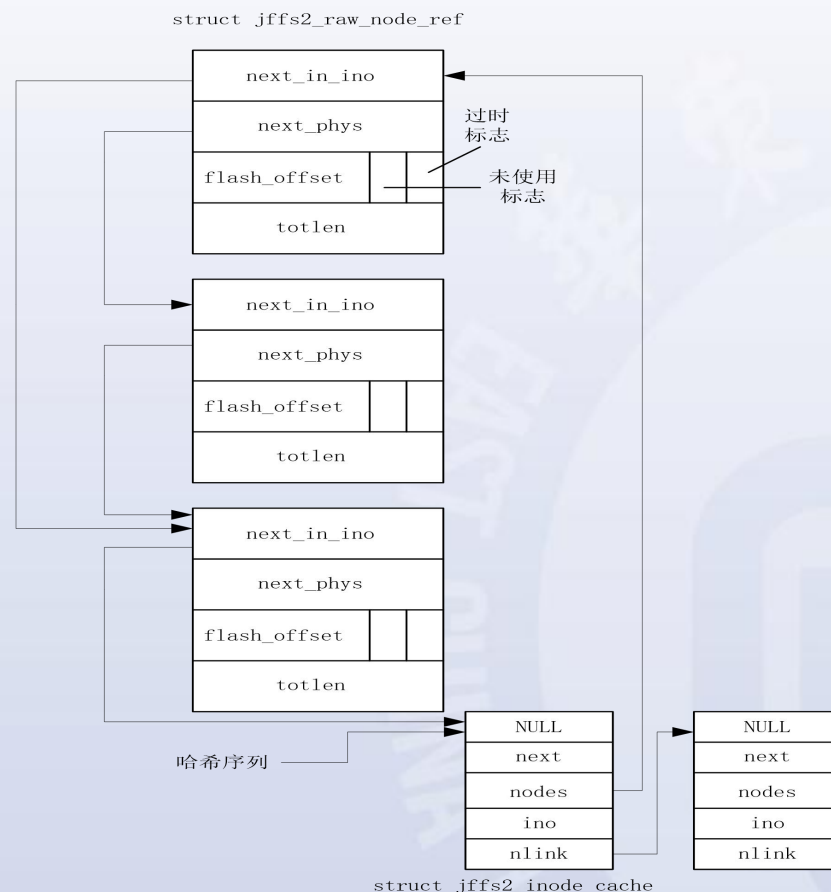 struct jffs2_raw_node_ref
next_in_ino
next_phys
flash_offset
totlen
过时
标志
未使用
标志
next_in_ino
next_phys
flash_offset
totlen
next_in_ino
next_phys
flash_offset
totlen
哈希序列
NULL
next
nodes
ino
nlink
NULL
next
nodes
ino
nlink
struct jffs2_inode_cache